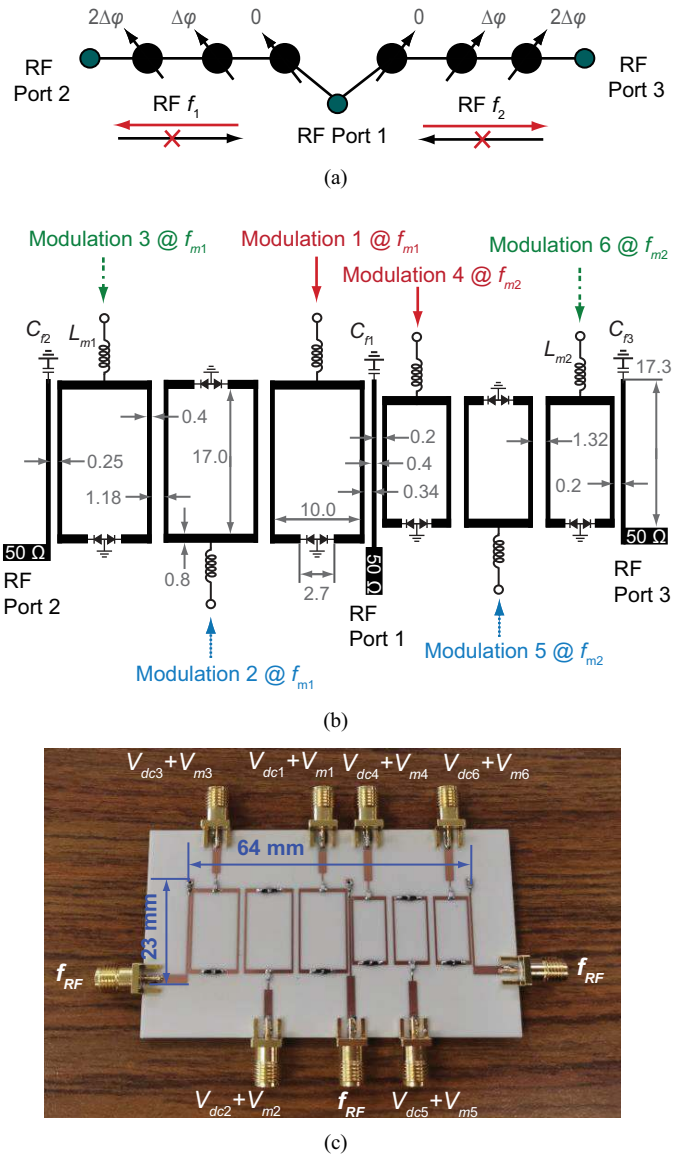 2Δφ Δφ 0 0 Δφ 2Δφ
RF Port 2
RF Port 3
RF f1
RF Port 1
RF f2
(a)
Modulation 3 @ fm1
Modulation 1 @ fm1
Modulation 6 @ fm2
Modulation 4 @ fm2
Cf2
Lm1
Cf1
Lm2
Cf3
17.3
0.4
0.2
1.32
0.25
17.0
0.4
1.18
0.34
0.2
10.0
50 Ω
0.8
2.7
50 Ω
50 Ω
RF Port 2
RF Port 1
RF Port 3
Modulation 2 @ fm1
Modulation 5 @ fm2
(b)
Vdc3+Vm3 Vdc1+Vm1 Vdc4+Vm4 Vdc6+Vm6
64 mm
23 mm
fRF
fRF
Vdc2+Vm2 fRF Vdc5+Vm5
(c)